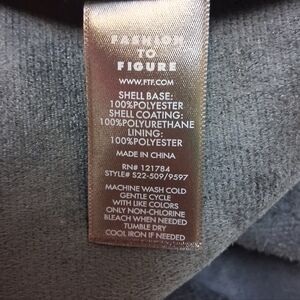 FASHION
TO
FIGURE
WWW.FTF.COM
SHELL BASE:
100%POLYESTER
SHELL COATING:
100%POLYURETHANE
LINING:
100%POLYESTER
MADE IN CHINA
RN# 121784
STYLE# S22-509/9597
MACHINE WASH COLD
GENTLE CYCLE
WITH LIKE COLORS
ONLY NON-CHLORINE
BLEACH WHEN NEEDED
TUMBLE DRY
COOL IRON IF NEEDED